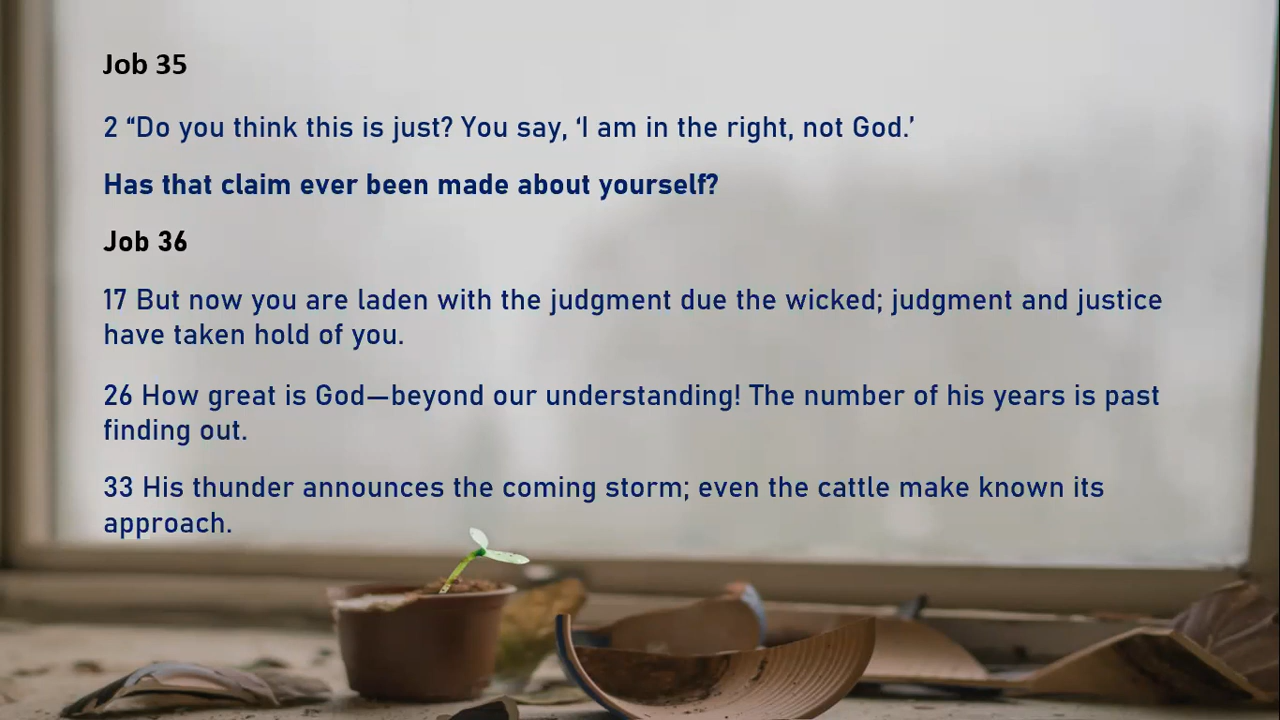 Job 35
2 “Do you think this is just? You say, ‘I am in the right, not God.’
Has that claim ever been made about yourself?
Job 36
17 But now you are laden with the judgment due the wicked; judgment and justice
have taken hold of you.
26 How great is God—beyond our understanding! The number of his years is past
finding out.
33 His thunder announces the coming storm; even the cattle make known its
approach.